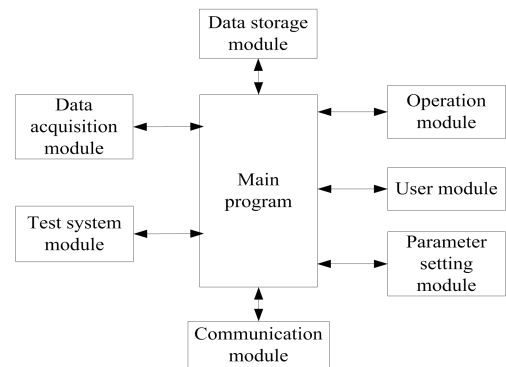 Data storage
module
Data
acquisition
module
Operation
module
Main
program
User module
Test system
module
Parameter
setting
module
Communication
module